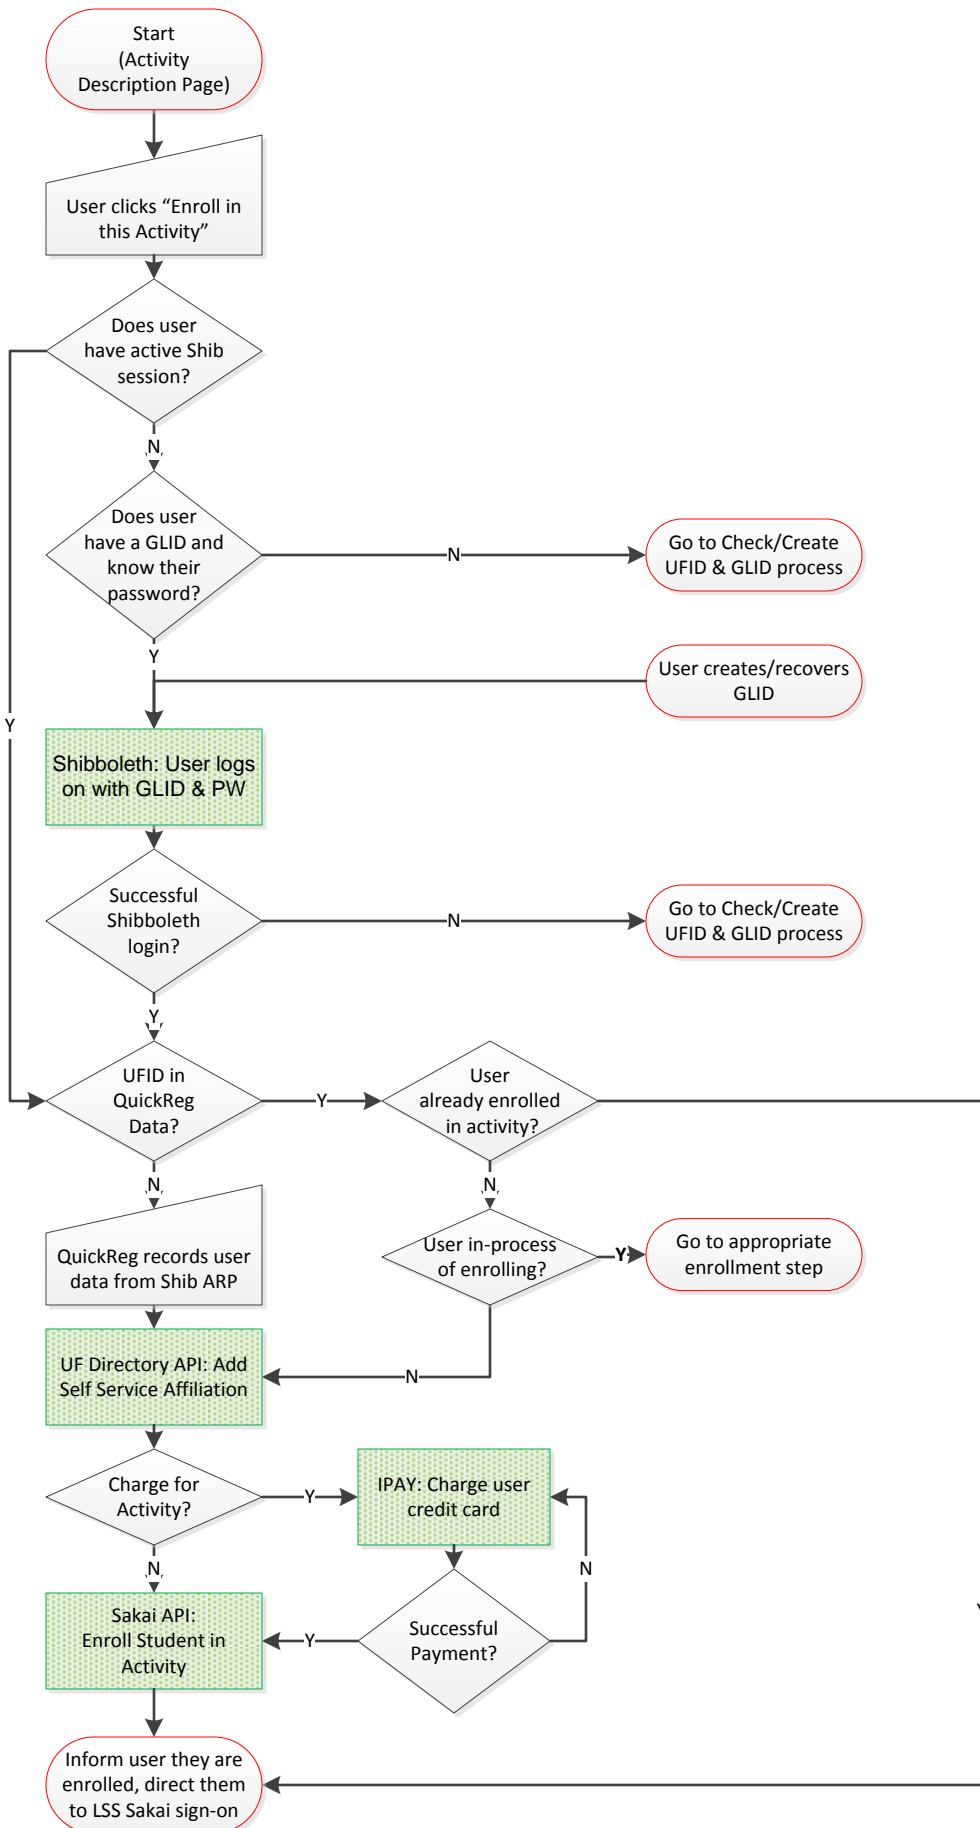 Start
(Activity
Description Page)
User clicks “Enroll in
this Activity”
Does user
have active Shib
session?
N
Does user
have a GLID and
know their
password?
N
Go to Check/Create
UFID & GLID process
Y
User creates/recovers
GLID
Y
Shibboleth: User logs
on with GLID & PW
Successful
Shibboleth
login?
N
Go to Check/Create
UFID & GLID process
Y
UFID in
QuickReg
Data?
Y
User
already enrolled
in activity?
N
N
QuickReg records user
data from Shib ARP
User in-process
of enrolling?
Y
Go to appropriate
enrollment step
UF Directory API: Add
Self Service Affiliation
N
Charge for
Activity?
Y
IPAY: Charge user
credit card
N
N
Sakai API:
Enroll Student in
Activity
Y
Successful
Payment?
Y
Inform user they are
enrolled, direct them
to LSS Sakai sign-on